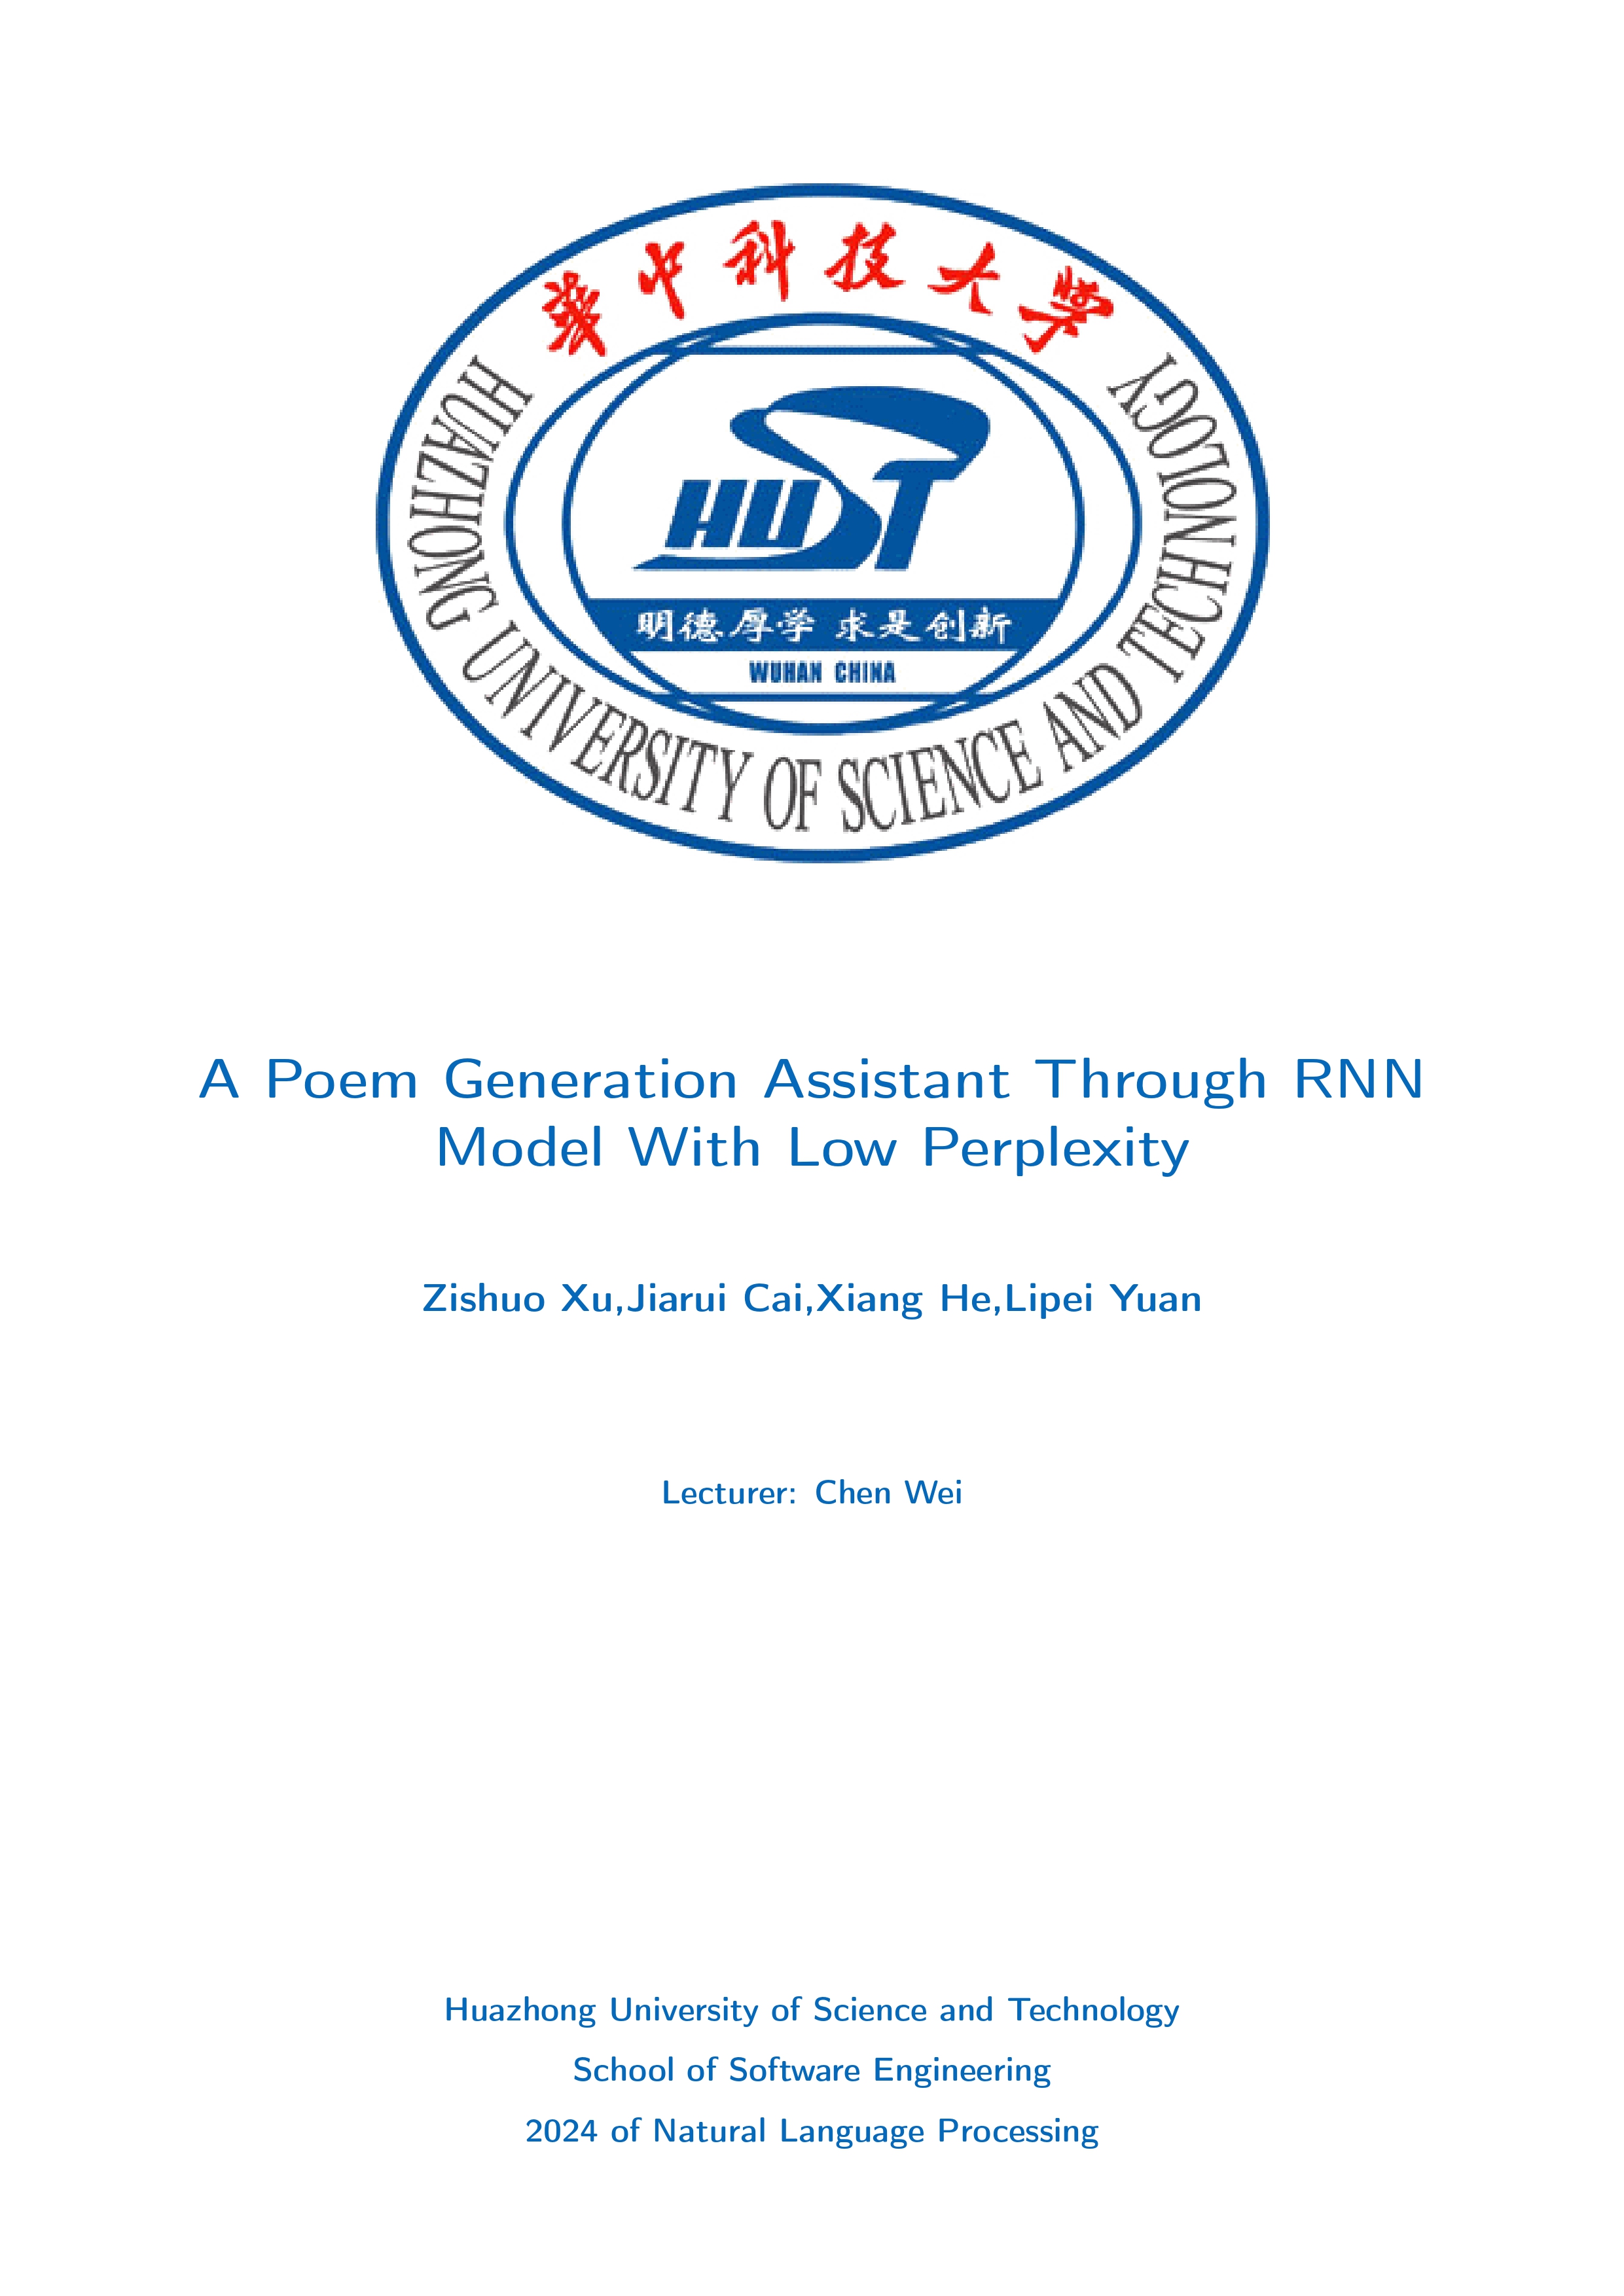 華中科技大學
HUAZHONG UNIVERSITY OF SCIENCE AND TECHNOLOGY
HUST
明德厚学 求是创新
WUHAN CHINA
A Poem Generation Assistant Through RNN
Model With Low Perplexity
Zishuo Xu,Jiarui Cai,Xiang He,Lipei Yuan
Lecturer: Chen Wei
Huazhong University of Science and Technology
School of Software Engineering
2024 of Natural Language Processing